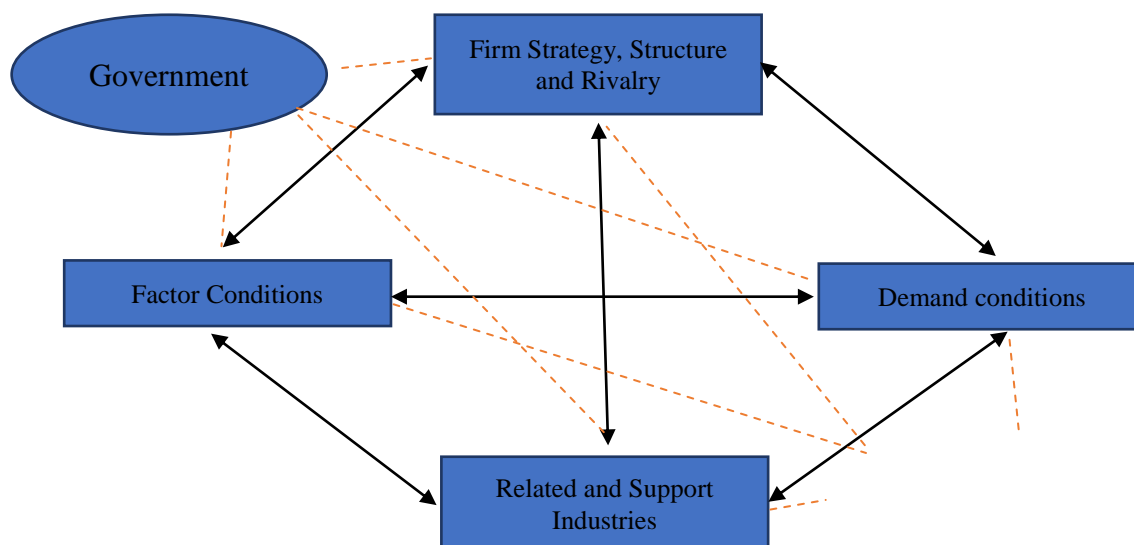 Government
Firm Strategy, Structure
and Rivalry
Factor Conditions
Demand conditions
Related and Support
Industries